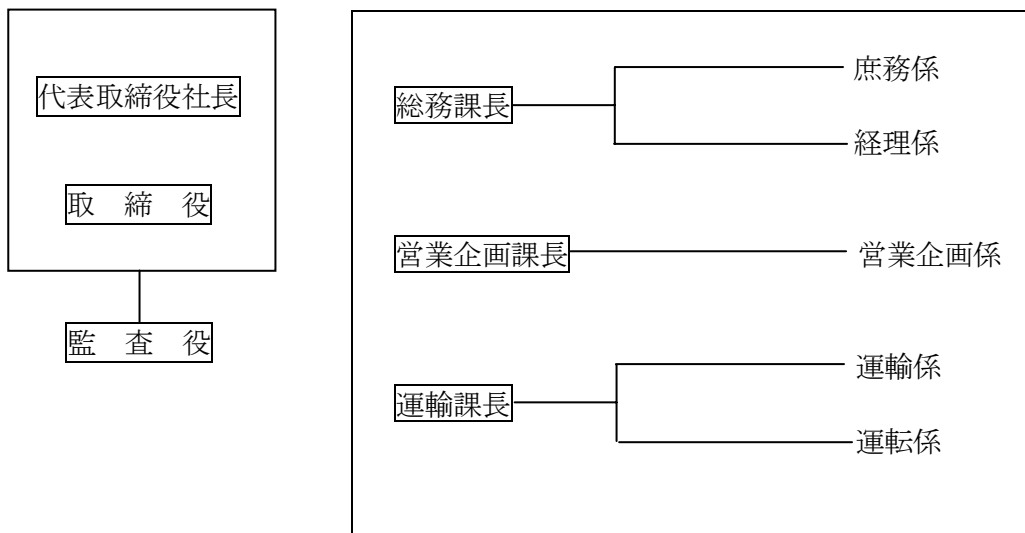 代表取締役社長
取　締　役
監　査　役
総務課長
庶務係
経理係
営業企画課長
営業企画係
運輸課長
運輸係
運転係